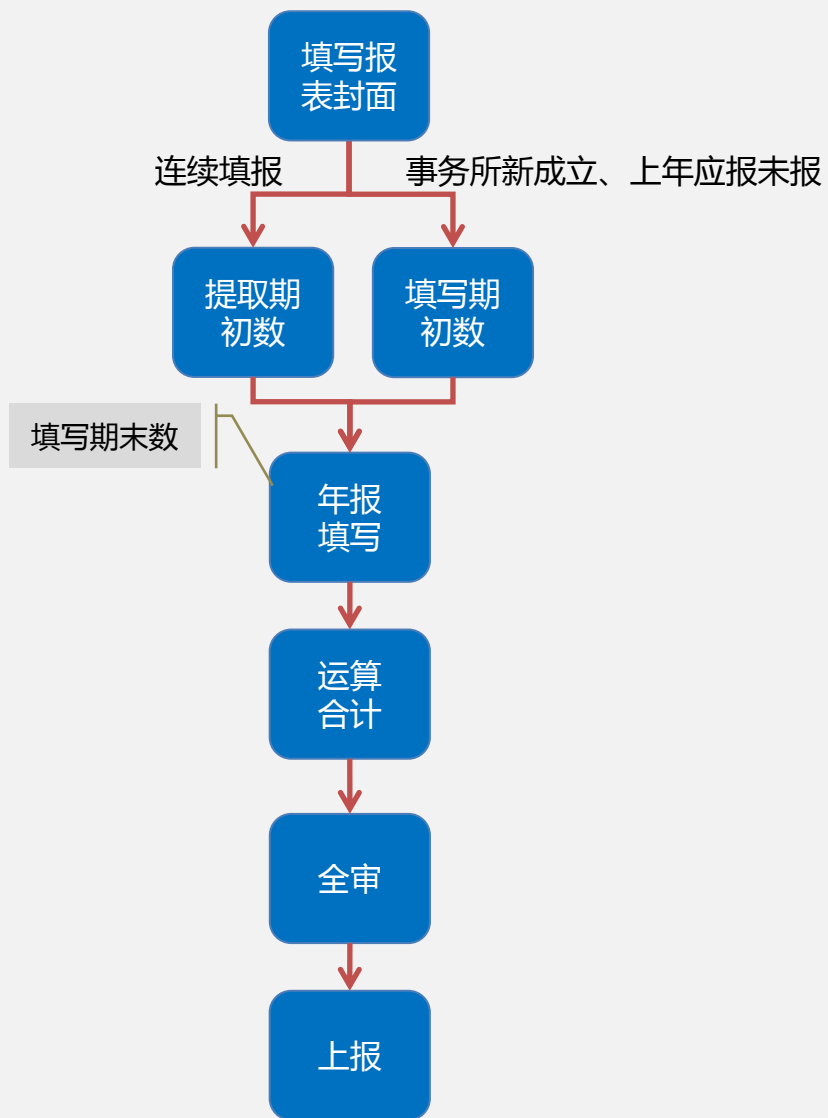 填写报
表封面
连续填报
事务所新成立、上年应报未报
提取期
初数
填写期
初数
填写期末数
年报
填写
运算
合计
全审
上报